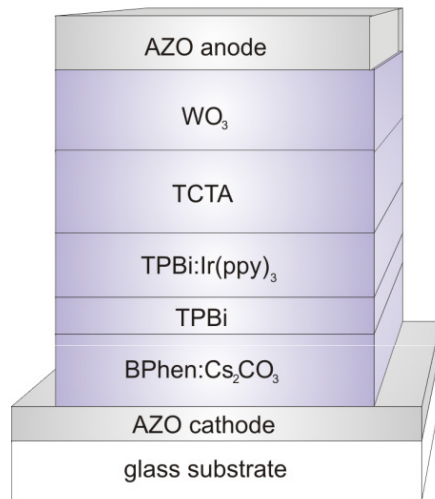 AZO anode
WO₃
TCTA
TPBi:Ir(ppy)₃
TPBi
BPhen:Cs₂CO₃
AZO cathode
glass substrate